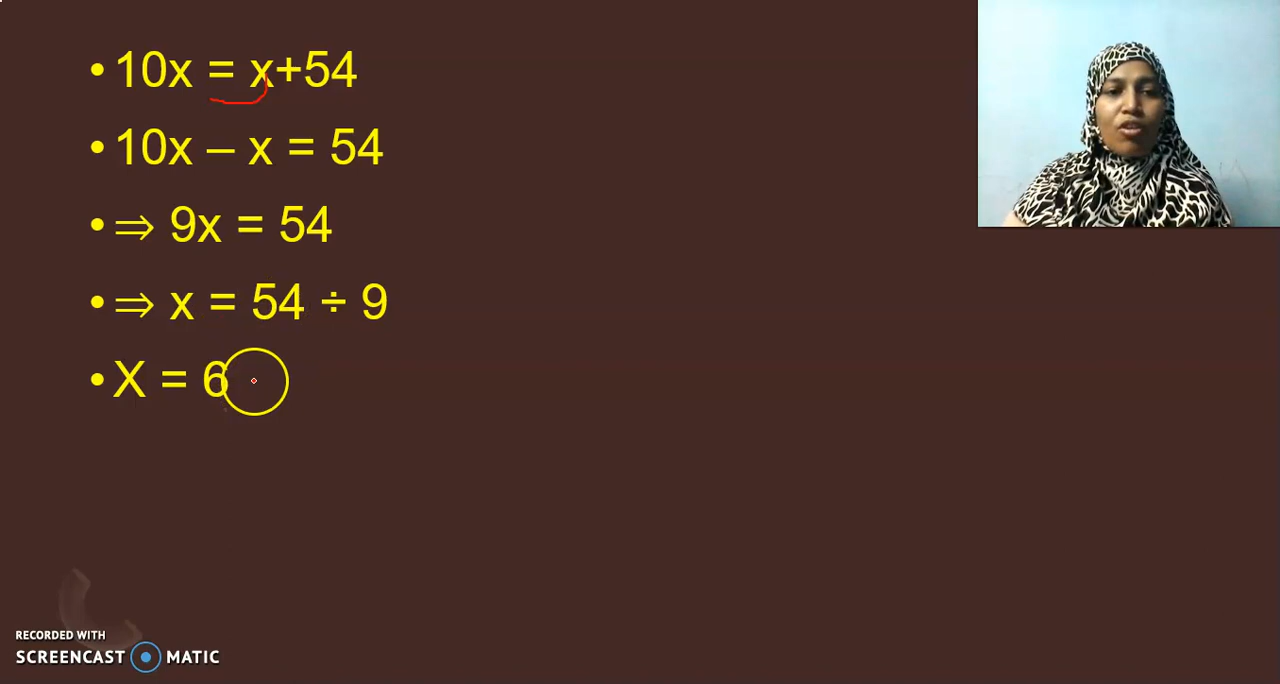 • 10x = x+54
• 10x – x = 54
• ⇒ 9x = 54
• ⇒ x = 54 ÷ 9
• X = 6
RECORDED WITH
SCREENCAST MATIC